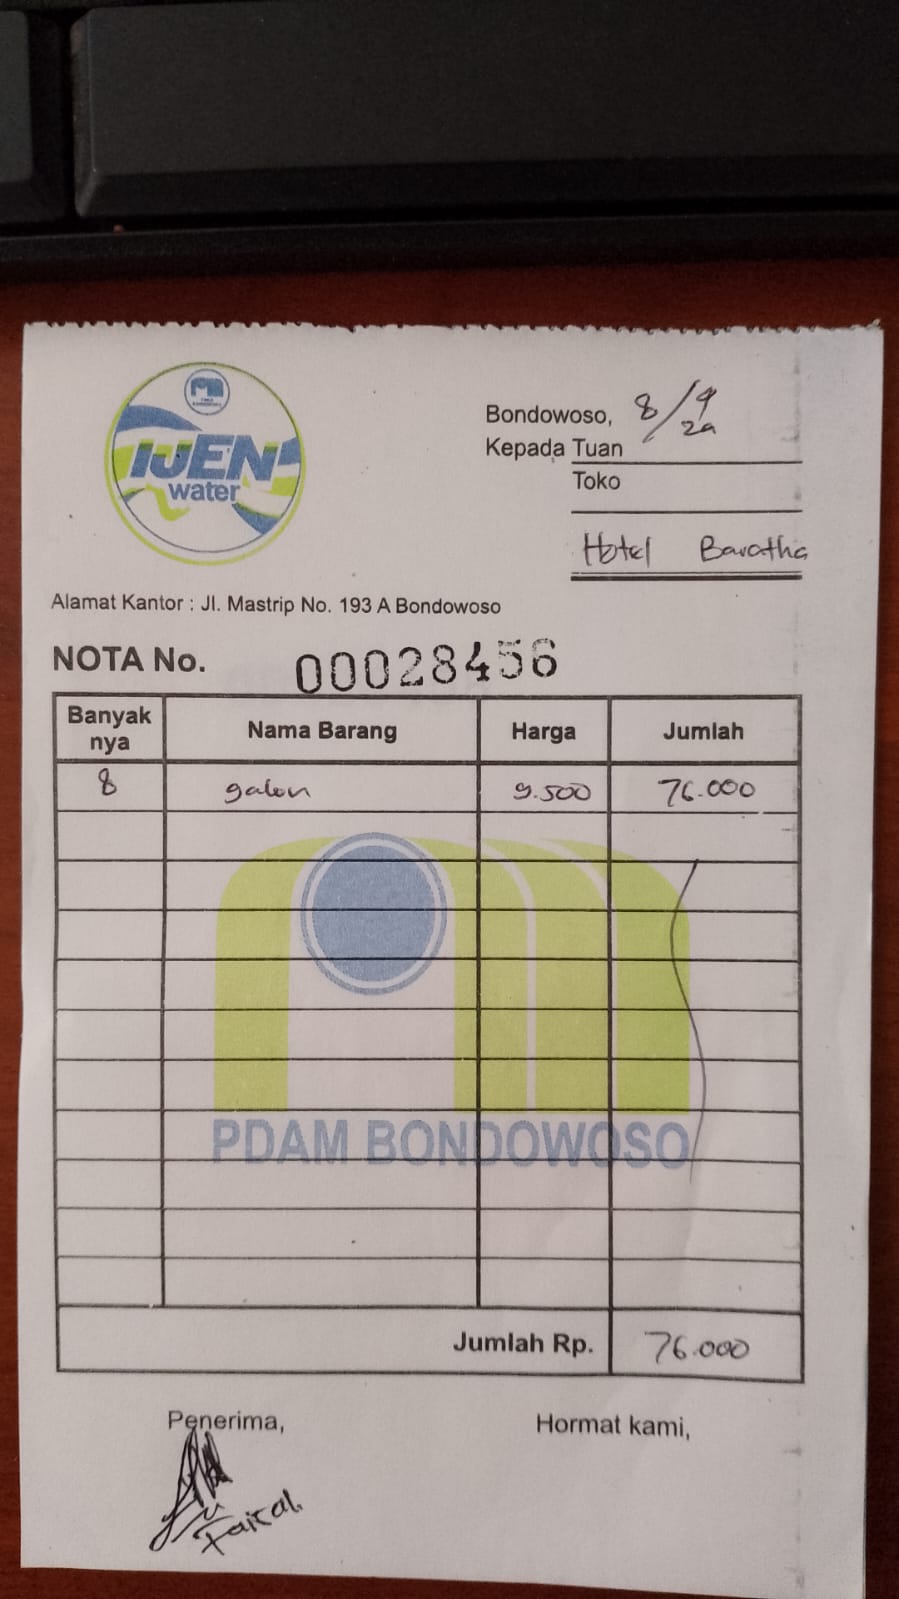 IJEN
water
Bondowoso, 8/9
Kepada Tuan
Toko
Hotel Baratha
Alamat Kantor : Jl. Mastrip No. 193 A Bondowoso
NOTA No. 00028456
Banyak nya Nama Barang Harga Jumlah
8 galon 9.500 76.000
PDAM BONDOWOSO
Jumlah Rp. 76.000
Penerima, Hormat kami,
Faisal